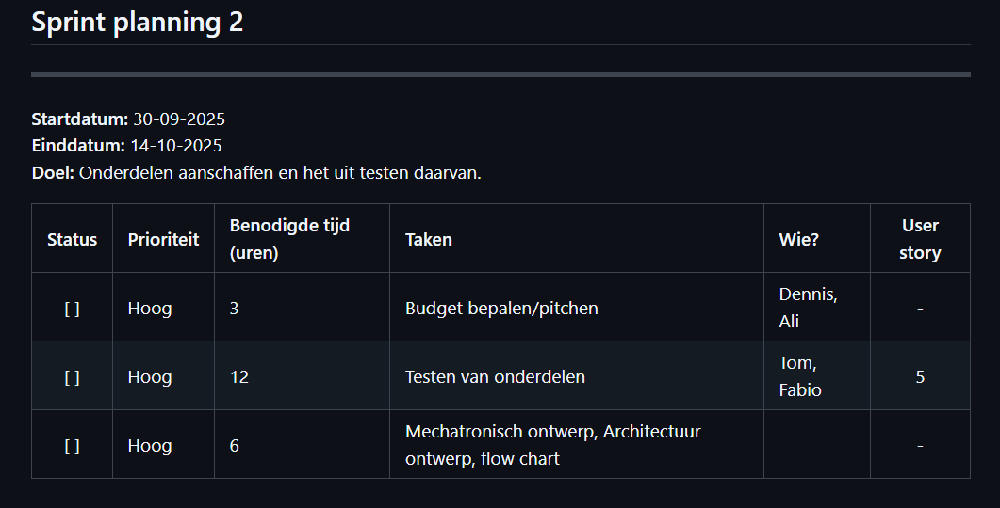 Sprint planning 2
Startdatum: 30-09-2025
Einddatum: 14-10-2025
Doel: Onderdelen aanschaffen en het uit testen daarvan.
Status Prioriteit Benodigde tijd (uren) Taken Wie? User story
[ ] Hoog 3 Budget bepalen/pitchen Dennis, Ali -
[ ] Hoog 12 Testen van onderdelen Tom, Fabio 5
[ ] Hoog 6 Mechatronisch ontwerp, Architectuur ontwerp, flow chart -